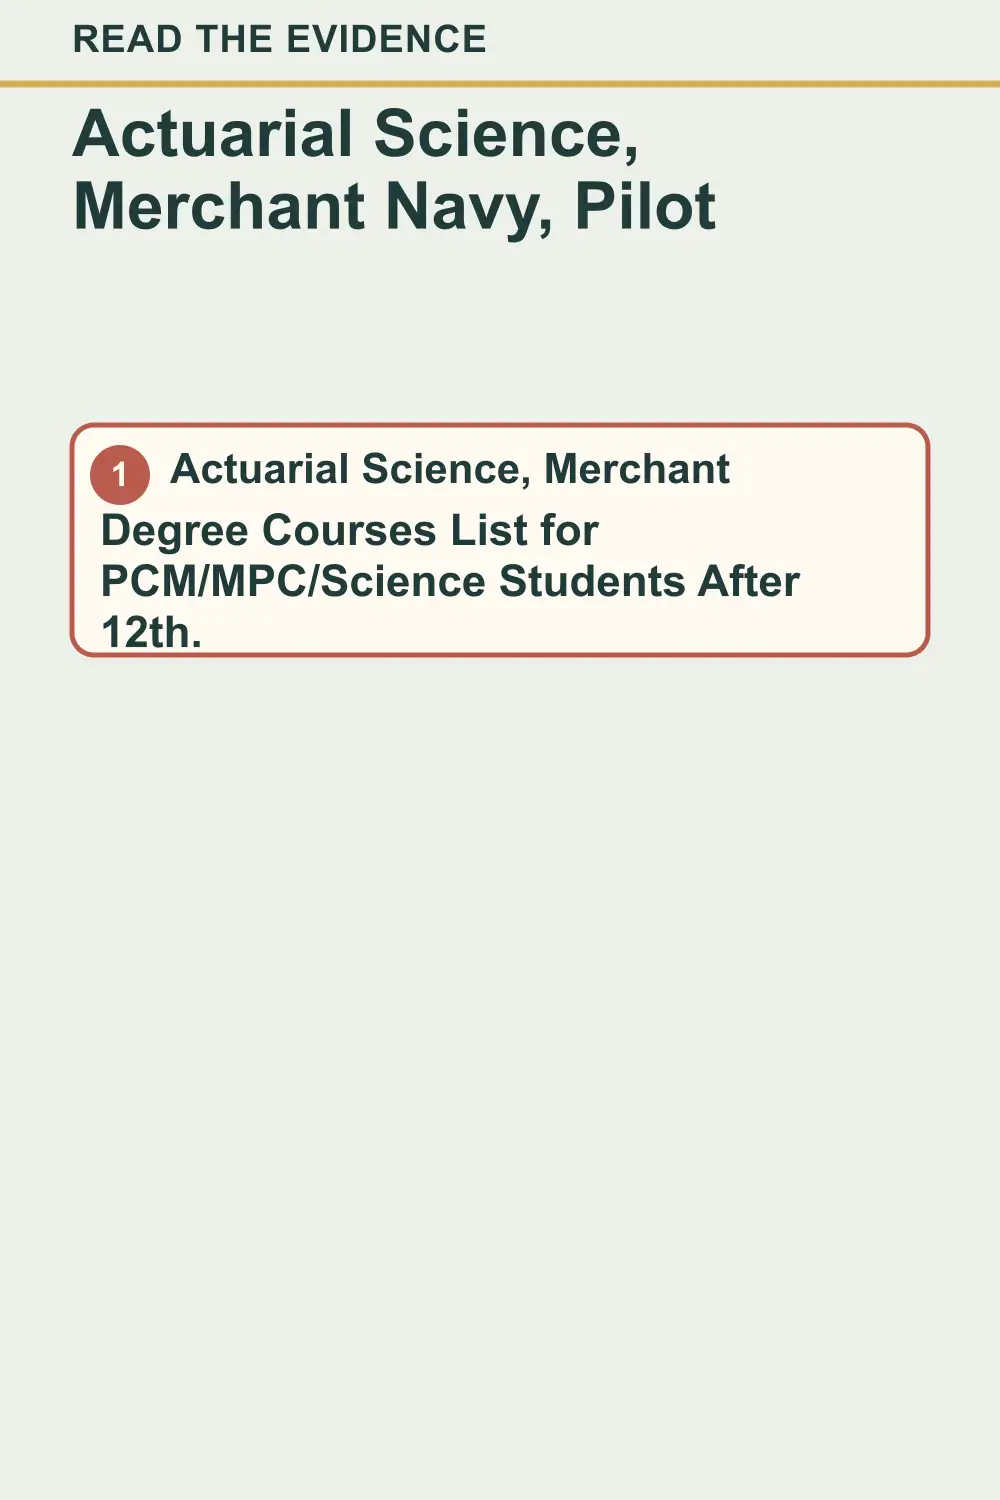 READ THE EVIDENCE
Actuarial Science,
Merchant Navy, Pilot
1 Actuarial Science, Merchant
Degree Courses List for
PCM/MPC/Science Students After
12th.